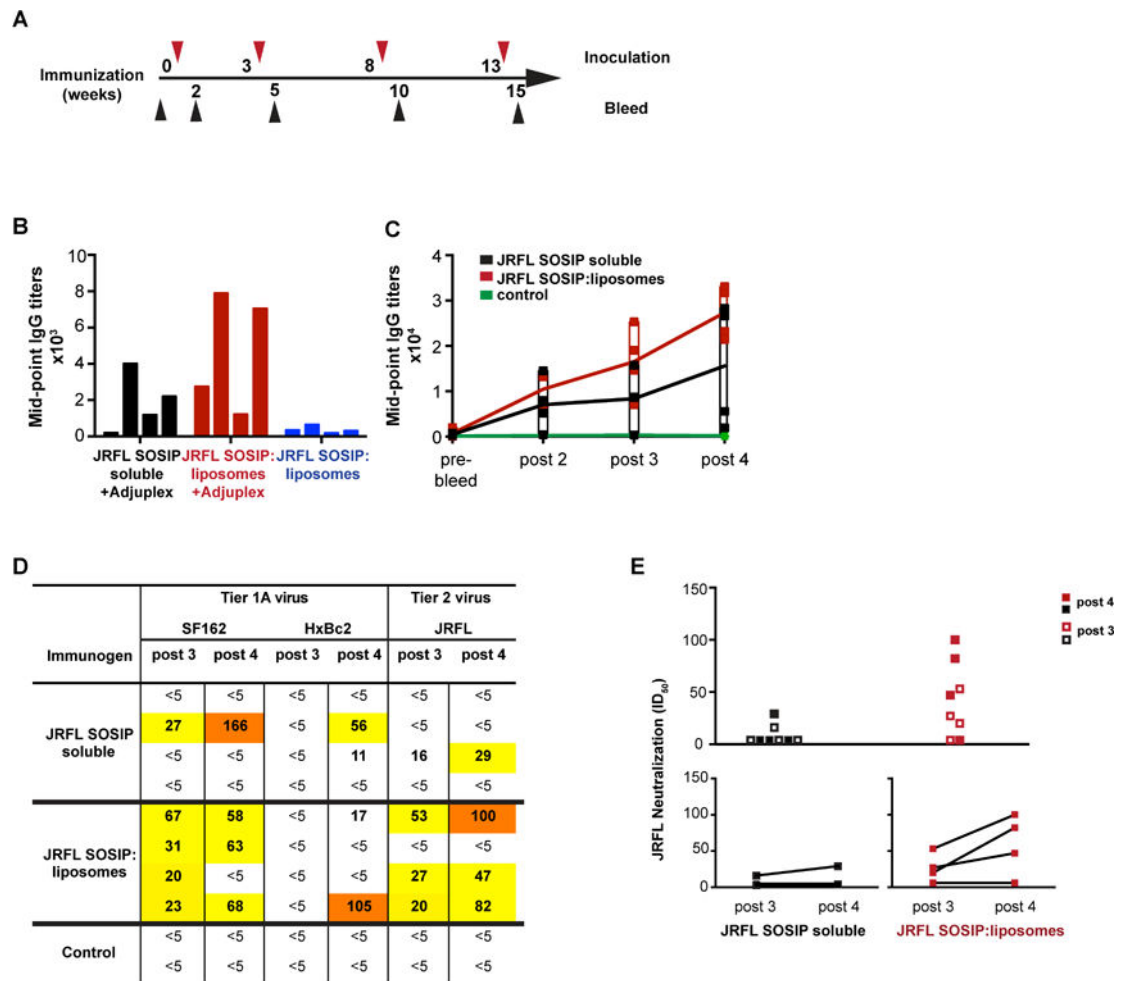 A
0 3 8 13 Inoculation
Immunization
(weeks)
2 5 10 15
Bleed
B
Mid-point IgG titers
x10³
10
8
6
4
2
0
JRFL SOSIP
soluble
+Adjuplex
JRFL SOSIP:
liposomes
+Adjuplex
JRFL SOSIP:
liposomes
C
Mid-point IgG titers
x10⁴
4
3
2
1
0
JRFL SOSIP soluble
JRFL SOSIP:liposomes
control
pre-
bleed
post 2
post 3
post 4
D
Tier 1A virus Tier 2 virus
SF162 HxBc2 JRFL
Immunogen post 3 post 4 post 3 post 4 post 3 post 4
JRFL SOSIP
soluble
<5 <5 <5 <5 <5 <5
27 166 <5 56 <5 <5
<5 <5 <5 11 16 29
<5 <5 <5 <5 <5 <5
JRFL SOSIP:
liposomes
67 58 <5 17 53 100
31 63 <5 <5 <5 <5
20 <5 <5 <5 27 47
23 68 <5 105 20 82
Control
<5 <5 <5 <5 <5 <5
<5 <5 <5 <5 <5 <5
E
JRFL Neutralization (ID₅₀)
150
100
50
0
post 4
post 3
150
100
50
0
post 3 post 4
JRFL SOSIP soluble
post 3 post 4
JRFL SOSIP:liposomes